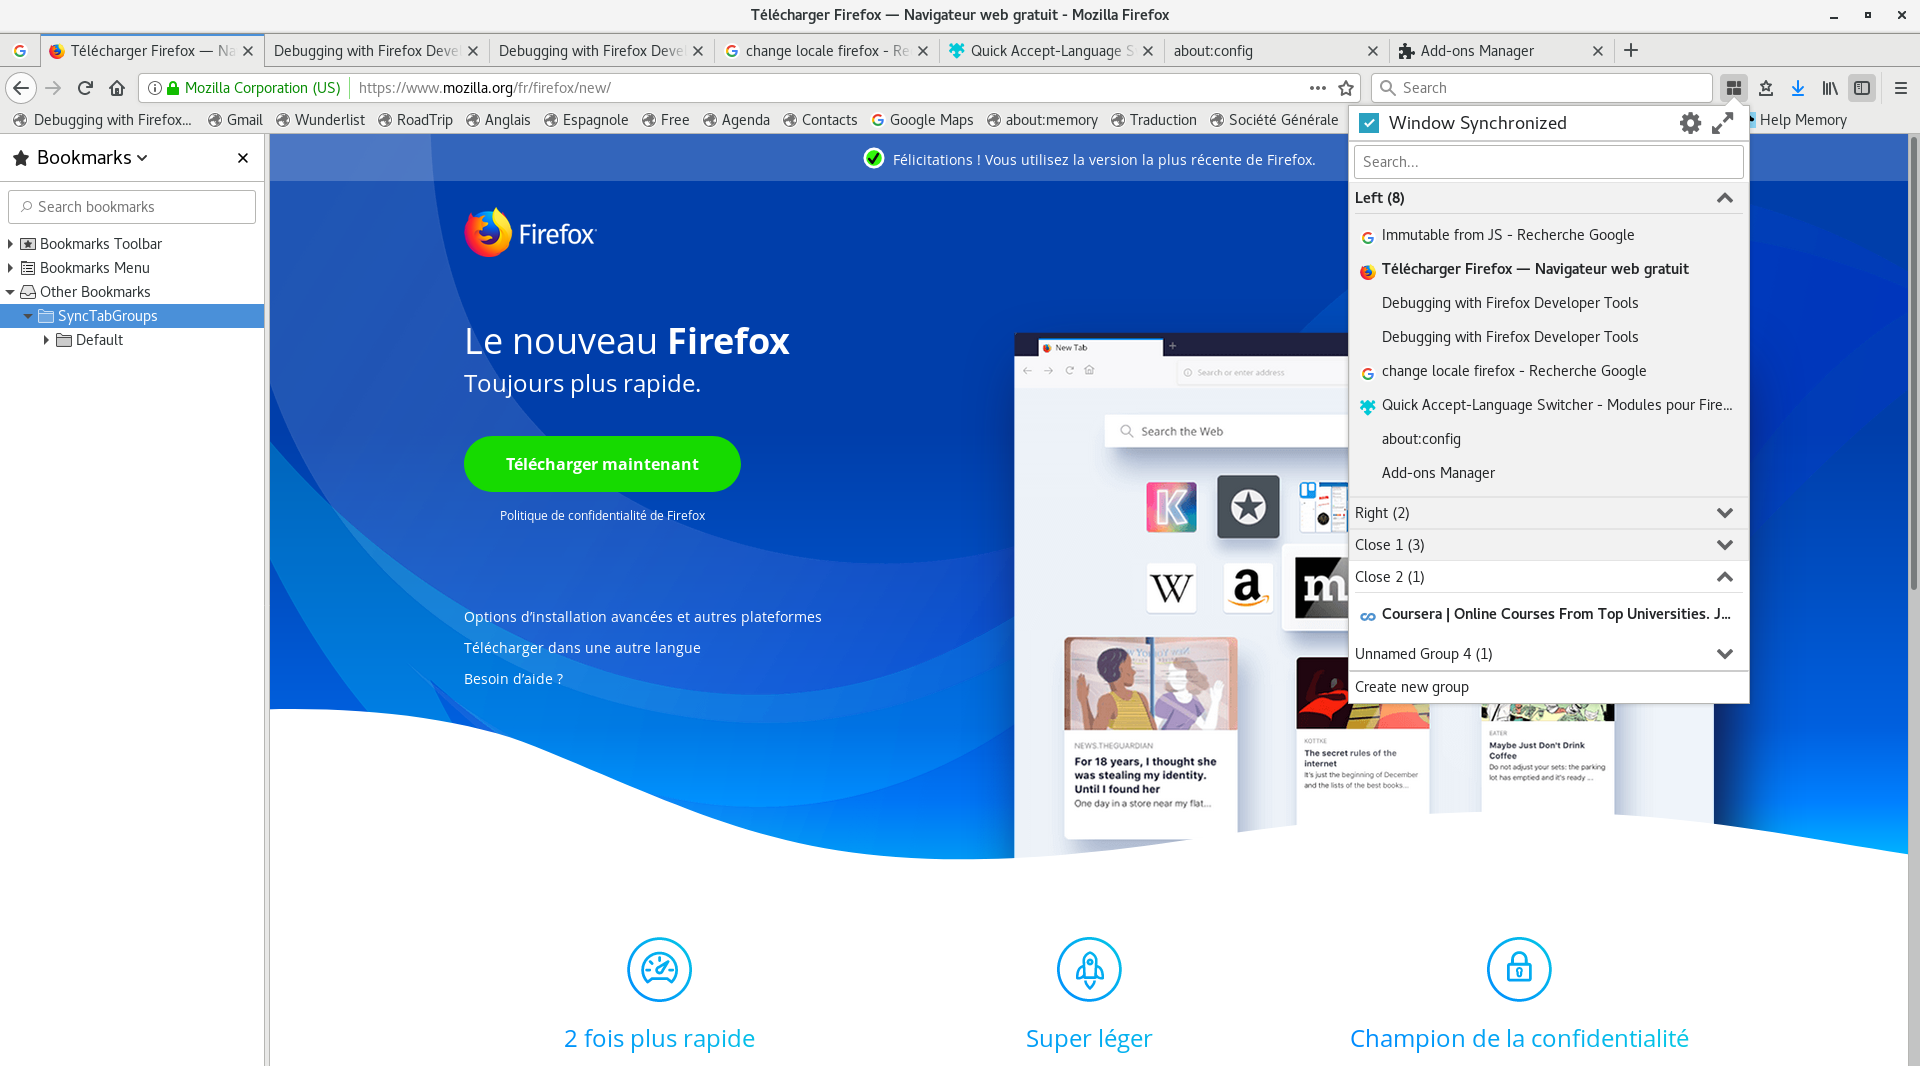 Télécharger Firefox — Navigateur web gratuit - Mozilla Firefox
Télécharger Firefox — Na
Debugging with Firefox Deve
Debugging with Firefox Deve
change locale firefox - Re
Quick Accept-Language S
about:config
Add-ons Manager
Mozilla Corporation (US)
https://www.mozilla.org/fr/firefox/new/
Search
Debugging with Firefox...
Gmail
Wunderlist
RoadTrip
Anglais
Espagnole
Free
Agenda
Contacts
Google Maps
about:memory
Traduction
Société Générale
Help Memory
Bookmarks
Search bookmarks
Bookmarks Toolbar
Bookmarks Menu
Other Bookmarks
SyncTabGroups
Default
Félicitations ! Vous utilisez la version la plus récente de Firefox.
Firefox
Le nouveau Firefox
Toujours plus rapide.
Télécharger maintenant
Politique de confidentialité de Firefox
Options d’installation avancées et autres plateformes
Télécharger dans une autre langue
Besoin d’aide ?
New Tab
Search or enter address
Search the Web
K
W
a
m
NEWS.THEGUARDIAN
For 18 years, I thought she
was stealing my identity.
Until I found her
One day in a store near my flat...
KOTTKE
The secret rules of the
internet
It's just the beginning of December
and the lists of the best books...
EATER
Maybe Just Don't Drink
Coffee
Do not adjust your sets: the parking
lot has emptied and it's ready ...
Window Synchronized
Search...
Left (8)
Immutable from JS - Recherche Google
Télécharger Firefox — Navigateur web gratuit
Debugging with Firefox Developer Tools
Debugging with Firefox Developer Tools
change locale firefox - Recherche Google
Quick Accept-Language Switcher - Modules pour Fire...
about:config
Add-ons Manager
Right (2)
Close 1 (3)
Close 2 (1)
Coursera | Online Courses From Top Universities. J...
Unnamed Group 4 (1)
Create new group
2 fois plus rapide
Super léger
Champion de la confidentialité